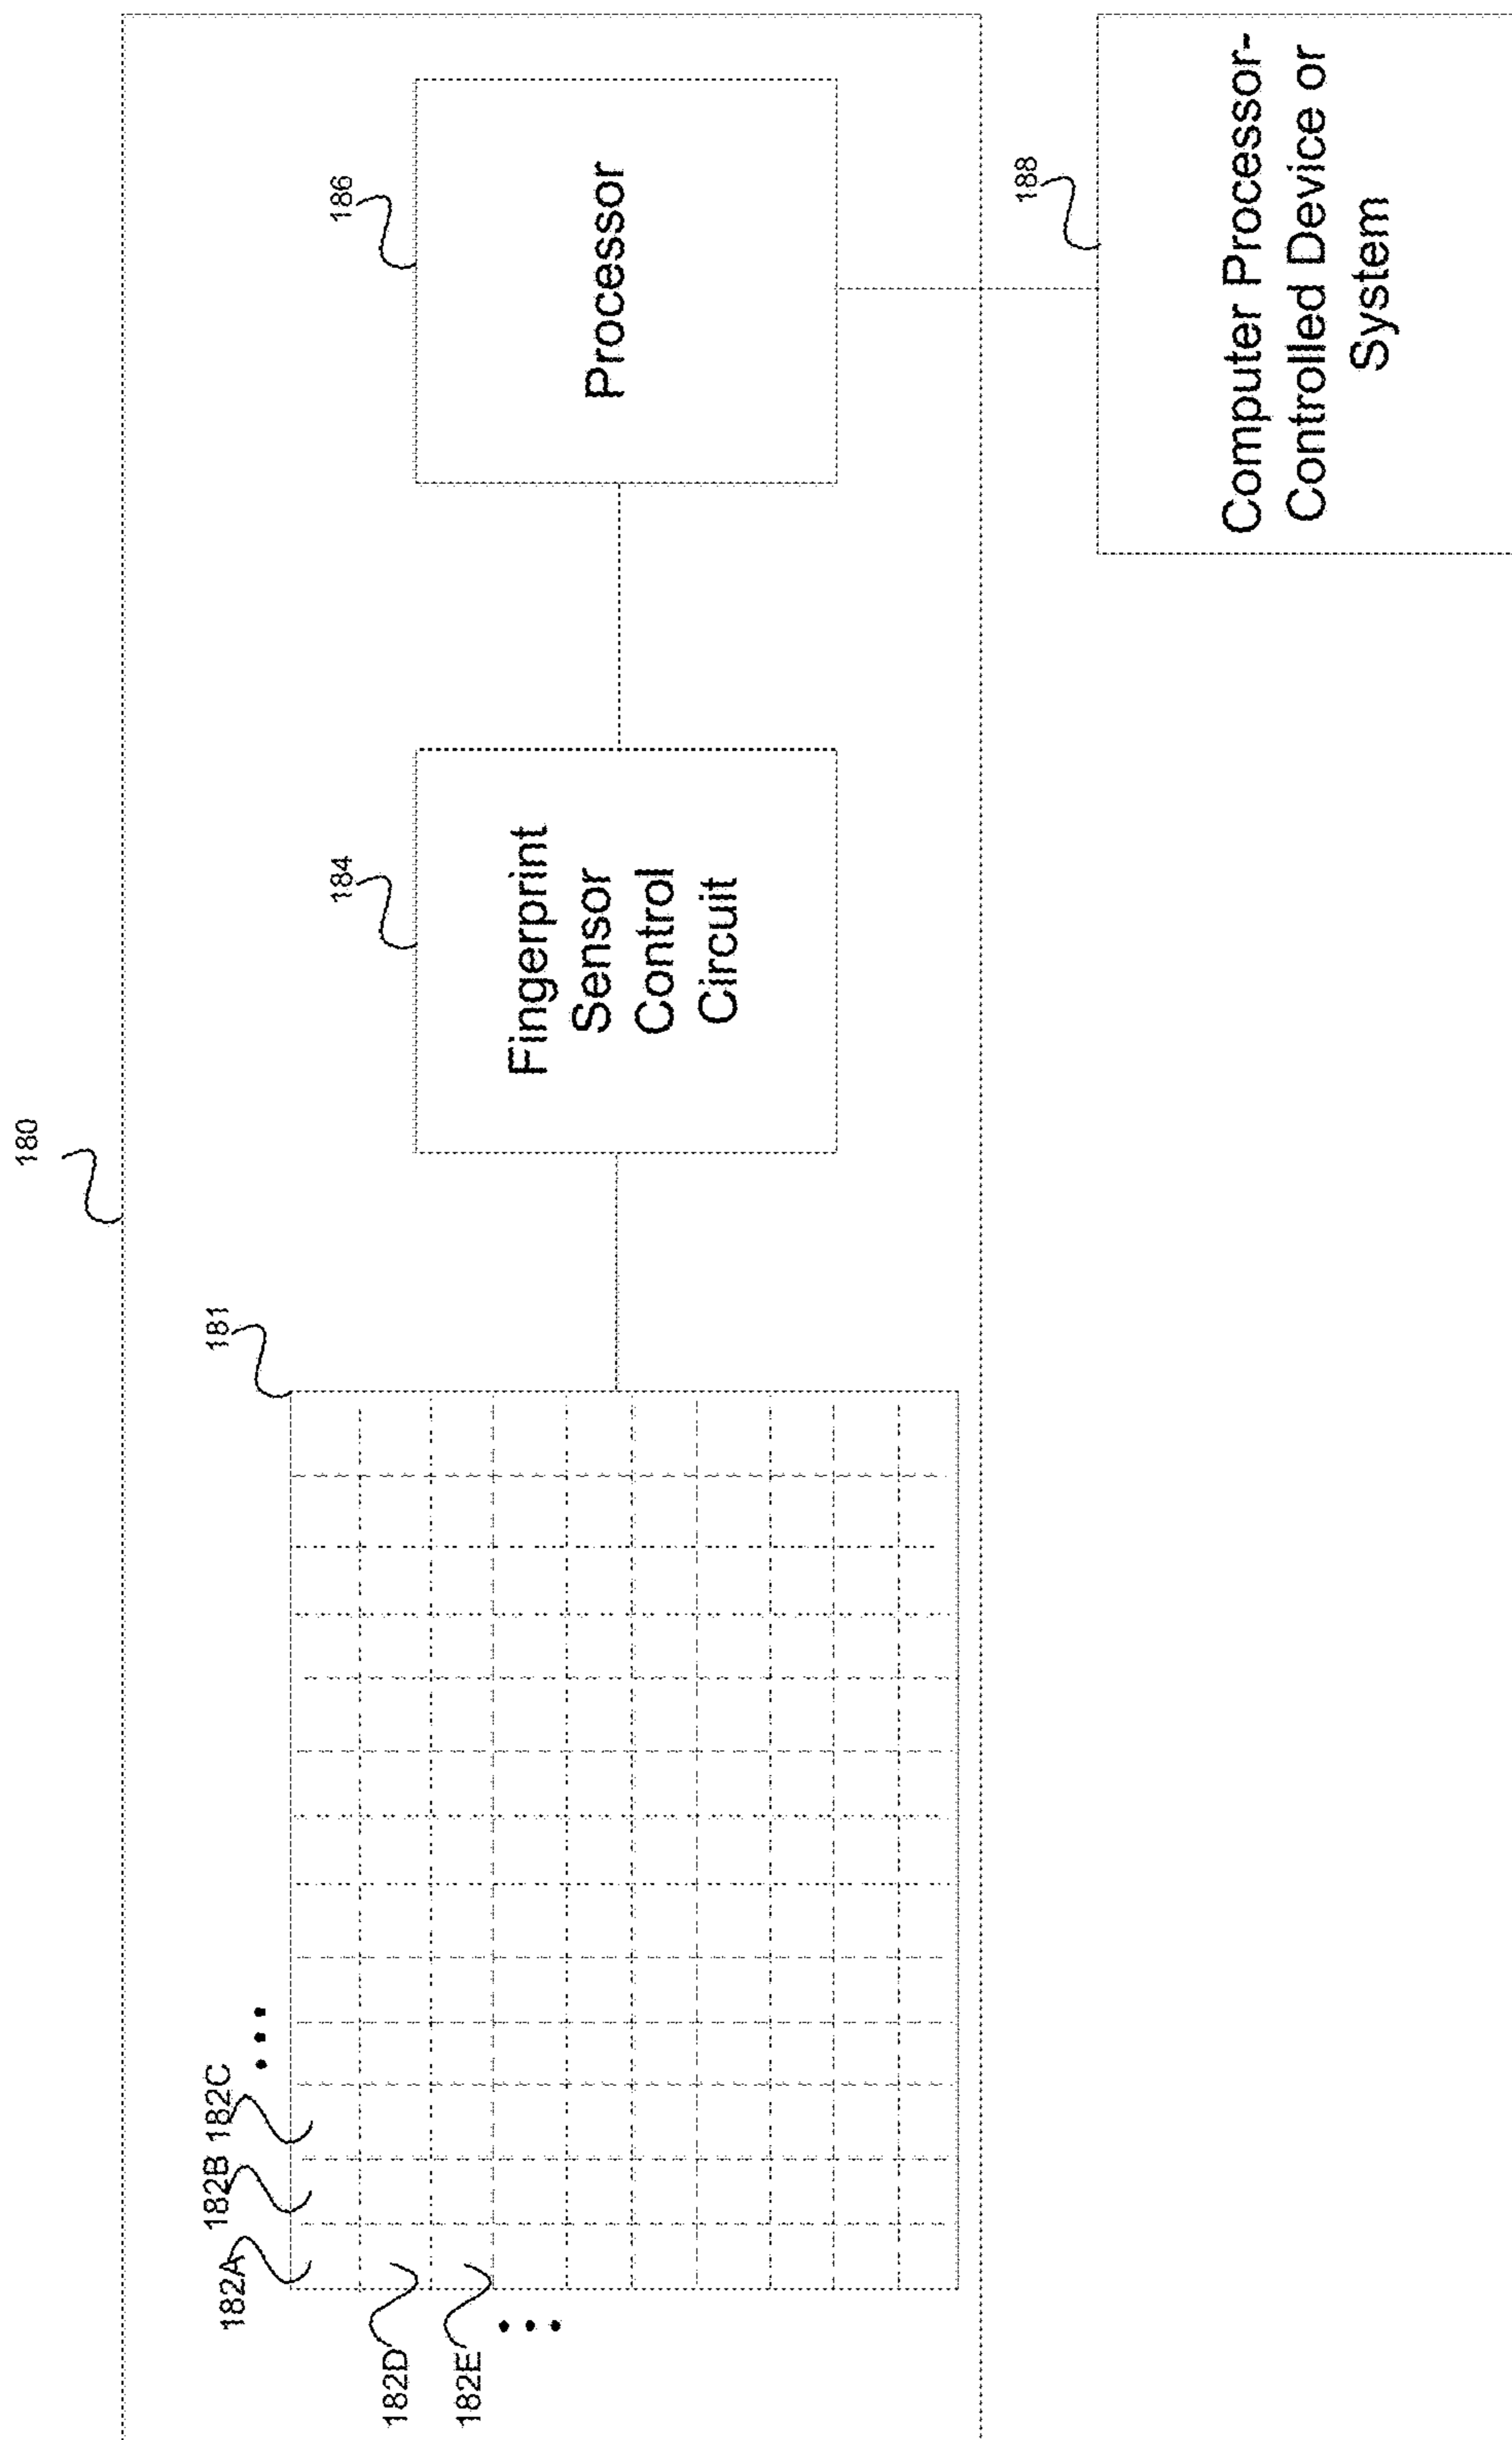 180
181
184
186
182A
182B
182C
182D
182E
Fingerprint
Sensor
Control
Circuit
Processor
188
Computer Processor-
Controlled Device or
System